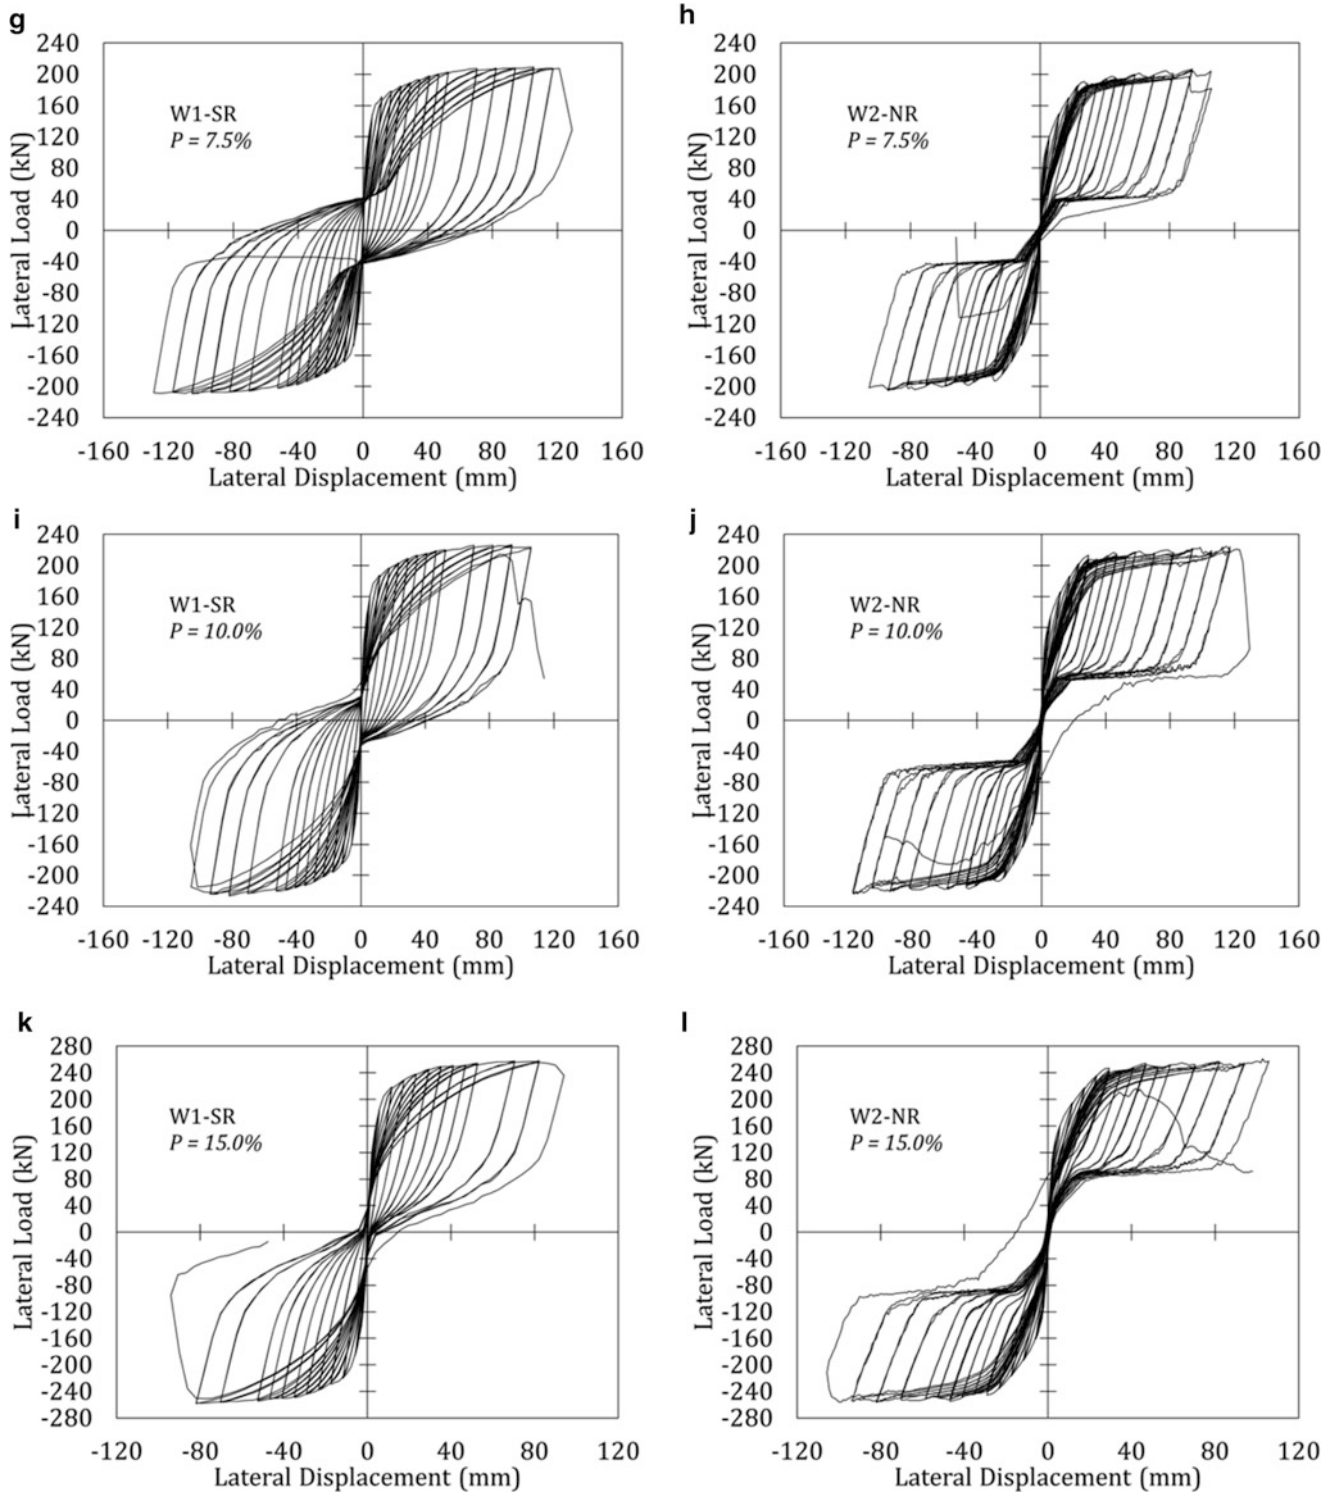 g
240
200
160
120
80
40
0
-40
-80
-120
-160
-200
-240
Lateral Load (kN)
W1-SR
P = 7.5%
-160 -120 -80 -40 0 40 80 120 160
Lateral Displacement (mm)
h
240
200
160
120
80
40
0
-40
-80
-120
-160
-200
-240
Lateral Load (kN)
W2-NR
P = 7.5%
-160 -120 -80 -40 0 40 80 120 160
Lateral Displacement (mm)
i
240
200
160
120
80
40
0
-40
-80
-120
-160
-200
-240
Lateral Load (kN)
W1-SR
P = 10.0%
-160 -120 -80 -40 0 40 80 120 160
Lateral Displacement (mm)
j
240
200
160
120
80
40
0
-40
-80
-120
-160
-200
-240
Lateral Load (kN)
W2-NR
P = 10.0%
-160 -120 -80 -40 0 40 80 120 160
Lateral Displacement (mm)
k
280
240
200
160
120
80
40
0
-40
-80
-120
-160
-200
-240
-280
Lateral Load (kN)
W1-SR
P = 15.0%
-120 -80 -40 0 40 80 120
Lateral Displacement (mm)
l
280
240
200
160
120
80
40
0
-40
-80
-120
-160
-200
-240
-280
Lateral Load (kN)
W2-NR
P = 15.0%
-120 -80 -40 0 40 80 120
Lateral Displacement (mm)